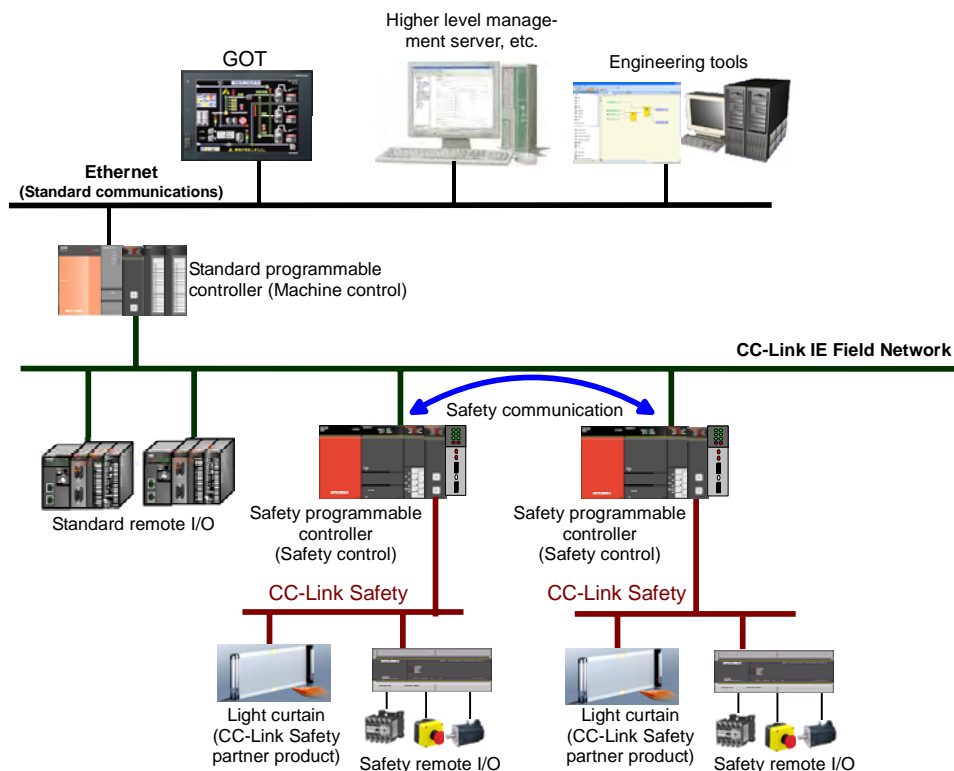 Higher level manage-
ment server, etc.
GOT
Engineering tools
Ethernet
(Standard communications)
Standard programmable
controller (Machine control)
CC-Link IE Field Network
Safety communication
Standard remote I/O
Safety programmable
controller
(Safety control)
Safety programmable
controller
(Safety control)
CC-Link Safety
CC-Link Safety
Light curtain
(CC-Link Safety
partner product)
Safety remote I/O
Light curtain
(CC-Link Safety
partner product)
Safety remote I/O